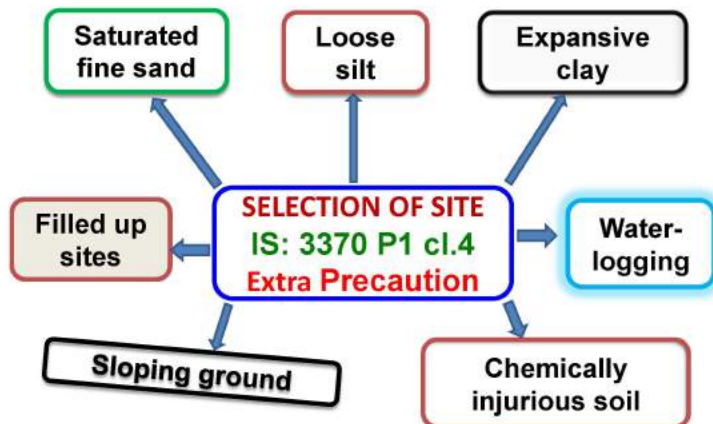 Saturated
fine sand
Loose
silt
Expansive
clay
Filled up
sites
SELECTION OF SITE
IS: 3370 P1 cl.4
Extra Precaution
Water-
logging
Sloping ground
Chemically
injurious soil